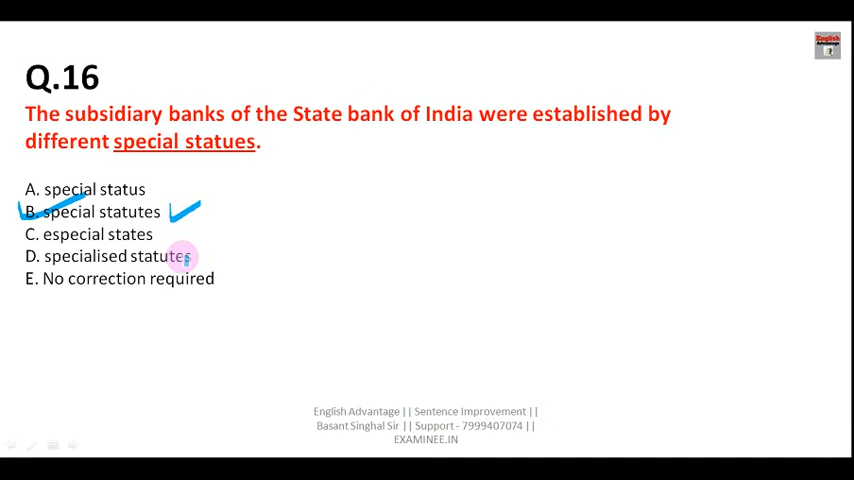 English
Advantage
Q.16
The subsidiary banks of the State bank of India were established by
different special statues.
A. special status
B. special statutes
C. especial states
D. specialised statutes
E. No correction required
English Advantage || Sentence Improvement ||
Basant Singhal Sir || Support - 7999407074 ||
EXAMINEE.IN